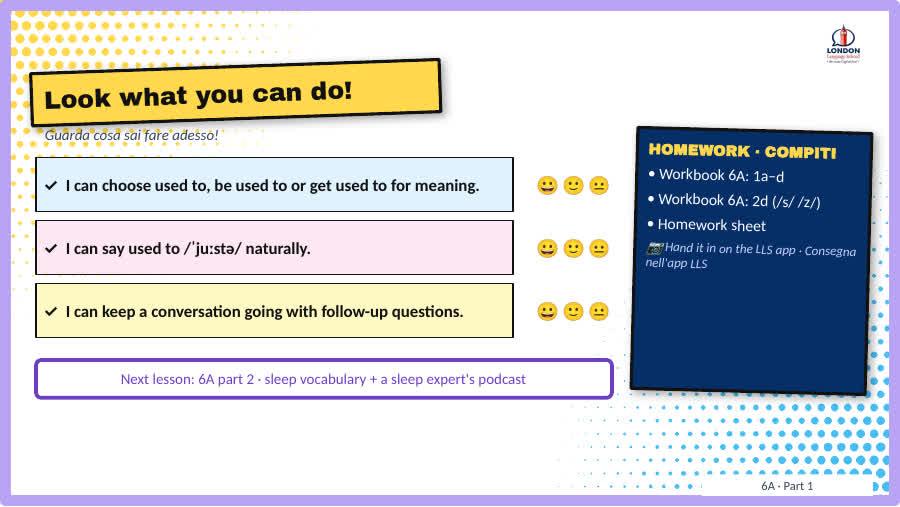 LONDON
Language School
Look what you can do!
Guarda cosa sai fare adesso!
✓ I can choose used to, be used to or get used to for meaning.
😀 🙂 😐
✓ I can say used to /ˈjuːstə/ naturally.
😀 🙂 😐
✓ I can keep a conversation going with follow-up questions.
😀 🙂 😐
Next lesson: 6A part 2 · sleep vocabulary + a sleep expert's podcast
HOMEWORK · COMPITI
• Workbook 6A: 1a–d
• Workbook 6A: 2d (/s/ /z/)
• Homework sheet
📷 Hand it in on the LLS app · Consegna
nell'app LLS
6A · Part 1